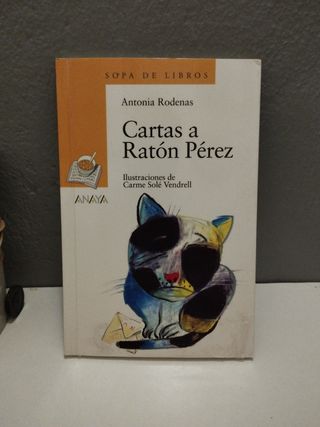 SOPA DE LIBROS
Antonia Rodenas
Cartas a
Ratón Pérez
Ilustraciones de
Carme Solé Vendrell
ANAYA